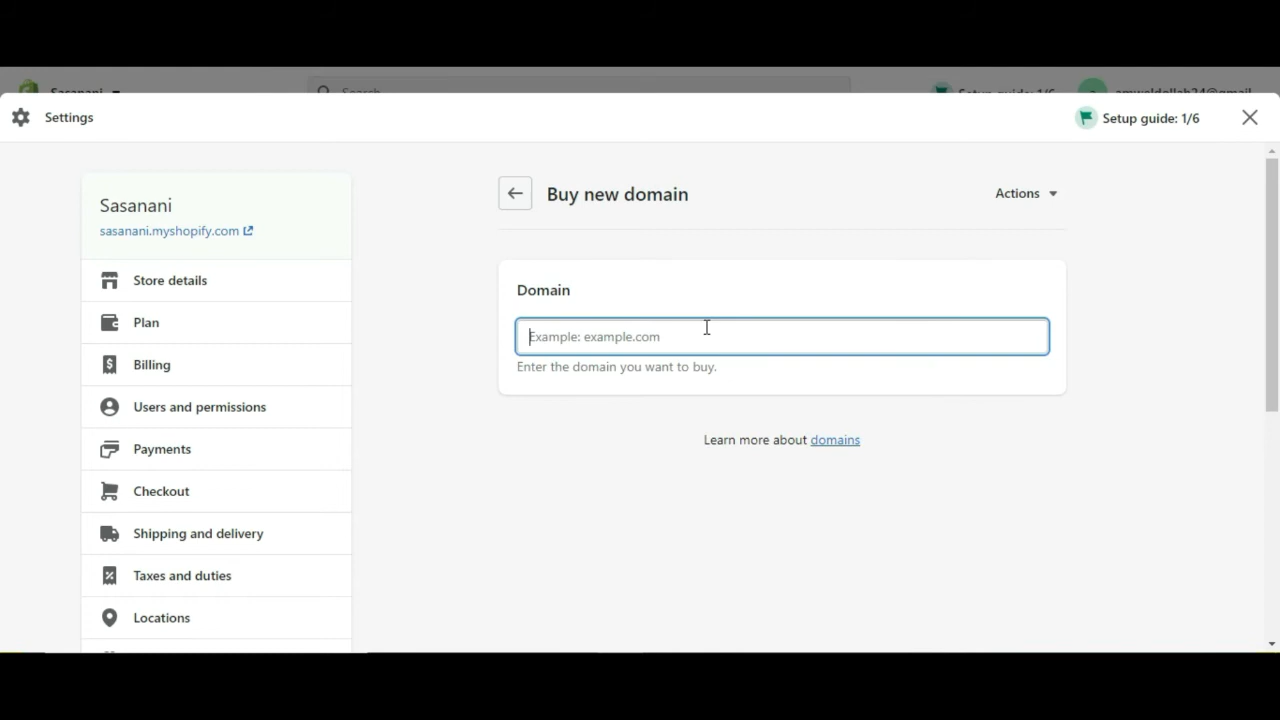 Settings
Setup guide: 1/6
Sasanani
sasanani.myshopify.com
Store details
Plan
Billing
Users and permissions
Payments
Checkout
Shipping and delivery
Taxes and duties
Locations
Buy new domain
Actions
Domain
Example: example.com
Enter the domain you want to buy.
Learn more about domains